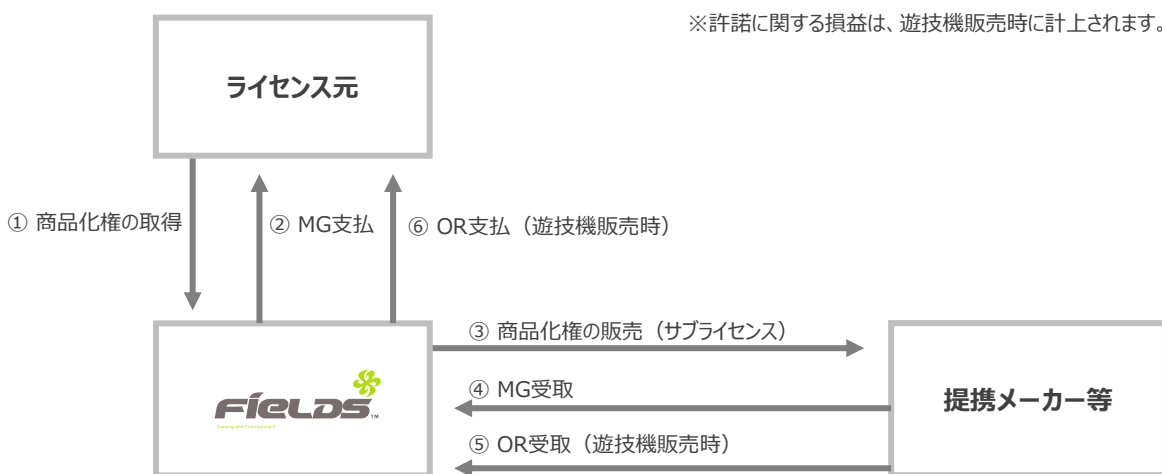 ※許諾に関する損益は、遊技機販売時に計上されます。
ライセンス元
① 商品化権の取得
② MG支払
⑥ OR支払（遊技機販売時）
③ 商品化権の販売（サブライセンス）
FIELDS™
Gaming and Entertainment
④ MG受取
提携メーカー等
⑤ OR受取（遊技機販売時）